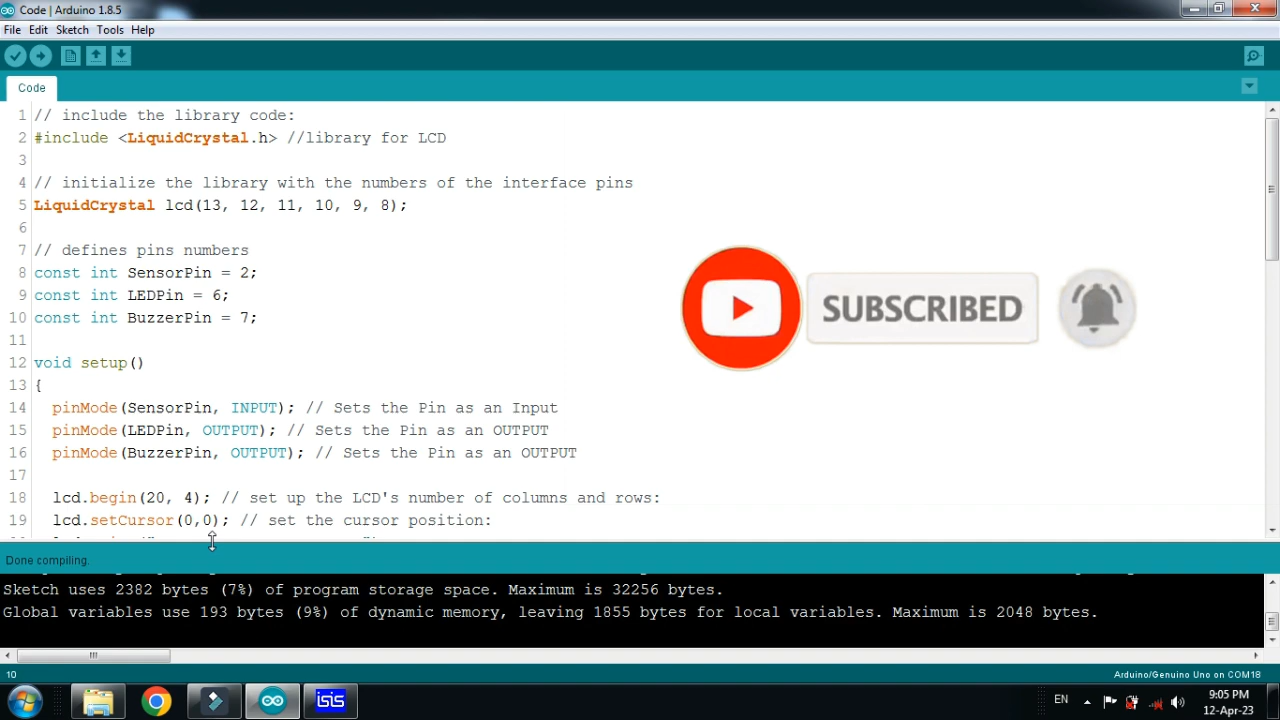 Code | Arduino 1.8.5
File Edit Sketch Tools Help
Code
1 // include the library code:
2 #include <LiquidCrystal.h> //library for LCD
3
4 // initialize the library with the numbers of the interface pins
5 LiquidCrystal lcd(13, 12, 11, 10, 9, 8);
6
7 // defines pins numbers
8 const int SensorPin = 2;
9 const int LEDPin = 6;
10 const int BuzzerPin = 7;
11
12 void setup()
13 {
14 pinMode(SensorPin, INPUT); // Sets the Pin as an Input
15 pinMode(LEDPin, OUTPUT); // Sets the Pin as an OUTPUT
16 pinMode(BuzzerPin, OUTPUT); // Sets the Pin as an OUTPUT
17
18 lcd.begin(20, 4); // set up the LCD's number of columns and rows:
19 lcd.setCursor(0,0); // set the cursor position:
SUBSCRIBED
Done compiling.
Sketch uses 2382 bytes (7%) of program storage space. Maximum is 32256 bytes.
Global variables use 193 bytes (9%) of dynamic memory, leaving 1855 bytes for local variables. Maximum is 2048 bytes.
10 Arduino/Genuino Uno on COM18
isis
EN
9:05 PM
12-Apr-23